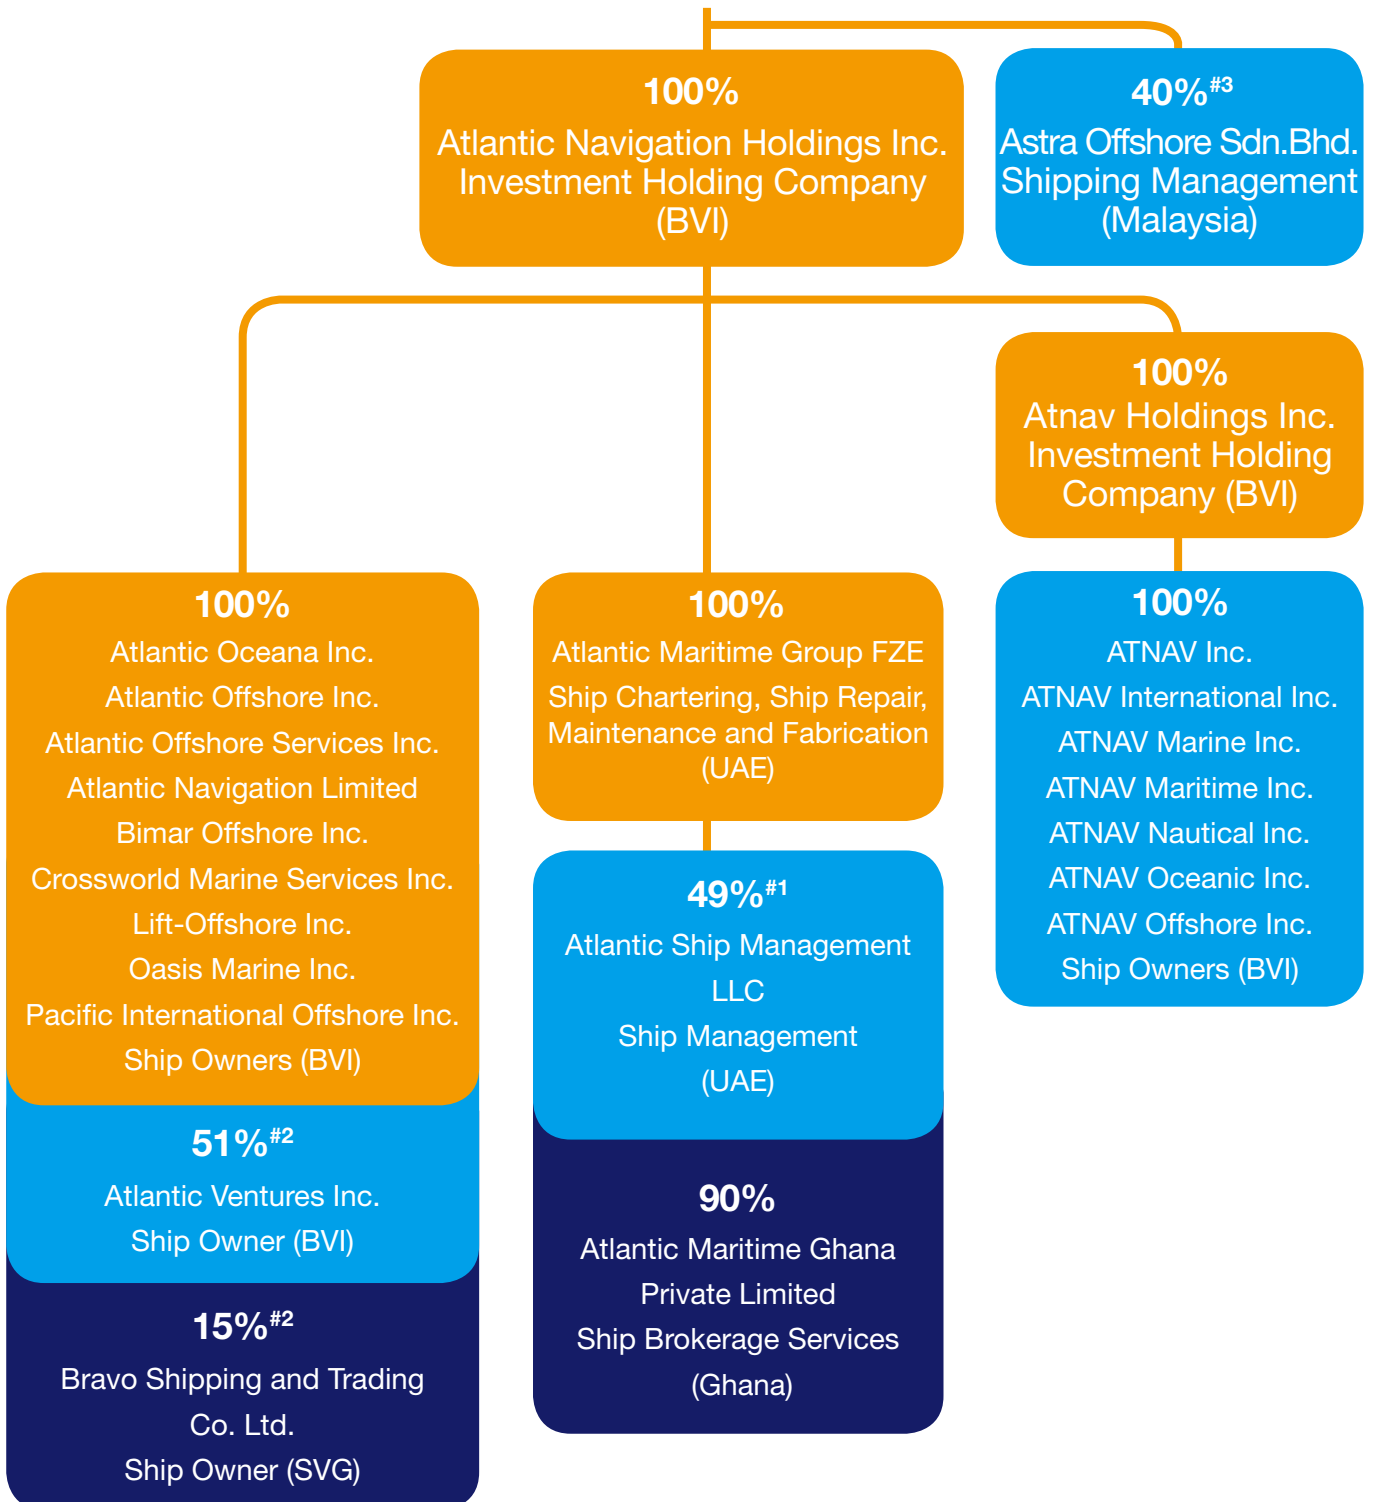 100%
Atlantic Navigation Holdings Inc.
Investment Holding Company
(BVI)
40%#3
Astra Offshore Sdn.Bhd.
Shipping Management
(Malaysia)
100%
Atnav Holdings Inc.
Investment Holding
Company (BVI)
100%
Atlantic Oceana Inc.
Atlantic Offshore Inc.
Atlantic Offshore Services Inc.
Atlantic Navigation Limited
Bimar Offshore Inc.
Crossworld Marine Services Inc.
Lift-Offshore Inc.
Oasis Marine Inc.
Pacific International Offshore Inc.
Ship Owners (BVI)
51%#2
Atlantic Ventures Inc.
Ship Owner (BVI)
15%#2
Bravo Shipping and Trading
Co. Ltd.
Ship Owner (SVG)
100%
Atlantic Maritime Group FZE
Ship Chartering, Ship Repair,
Maintenance and Fabrication
(UAE)
49%#1
Atlantic Ship Management
LLC
Ship Management
(UAE)
90%
Atlantic Maritime Ghana
Private Limited
Ship Brokerage Services
(Ghana)
100%
ATNAV Inc.
ATNAV International Inc.
ATNAV Marine Inc.
ATNAV Maritime Inc.
ATNAV Nautical Inc.
ATNAV Oceanic Inc.
ATNAV Offshore Inc.
Ship Owners (BVI)